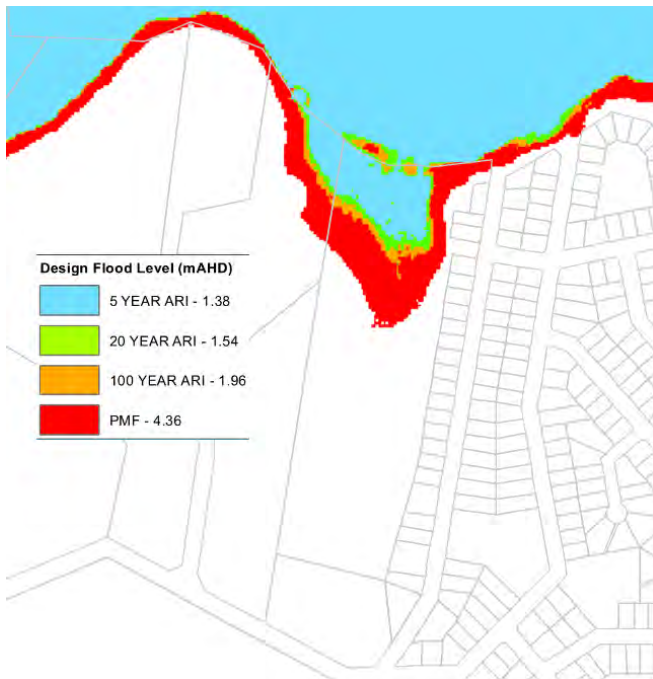 Design Flood Level (mAHD)
5 YEAR ARI - 1.38
20 YEAR ARI - 1.54
100 YEAR ARI - 1.96
PMF - 4.36